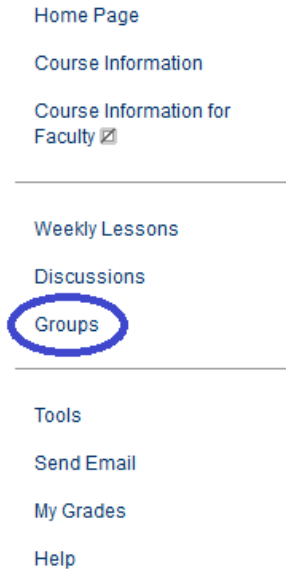 Home Page
Course Information
Course Information for
Faculty
Weekly Lessons
Discussions
Groups
Tools
Send Email
My Grades
Help